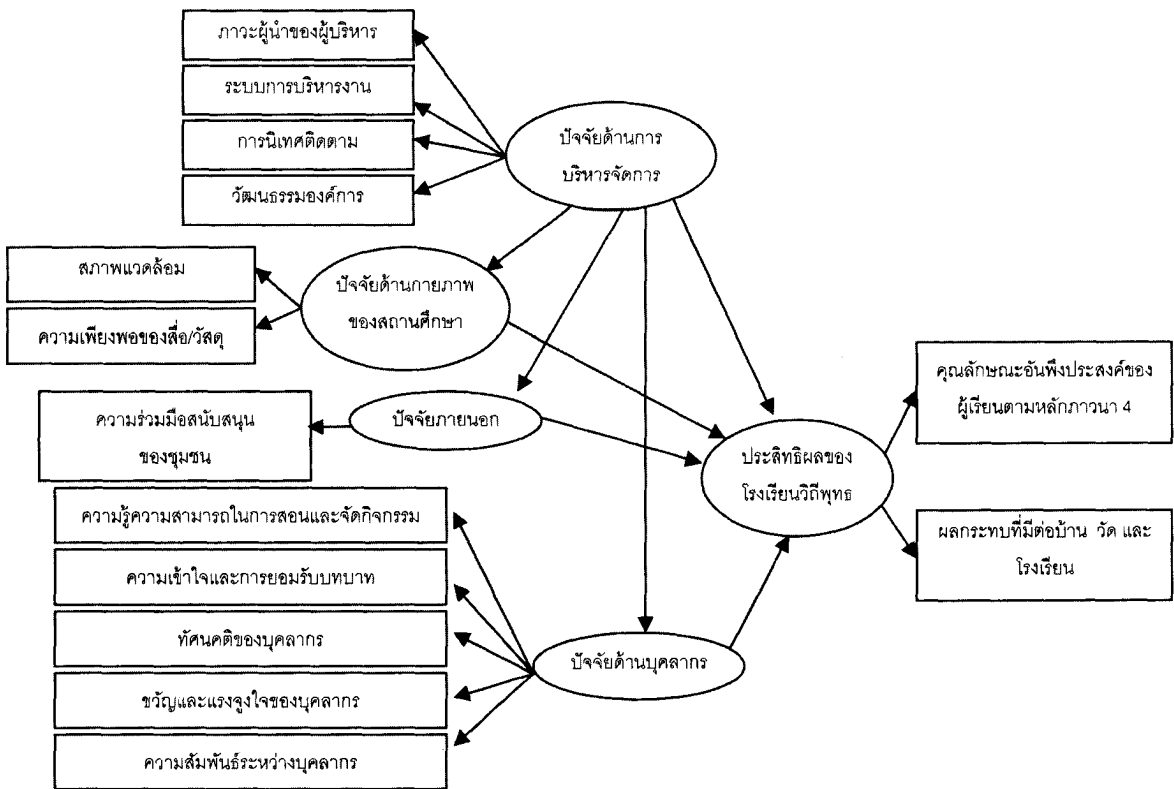 ภาวะผู้นำของผู้บริหาร
ระบบการบริหารงาน
การนิเทศติดตาม
วัฒนธรรมองค์การ
ปัจจัยด้านการ
บริหารจัดการ
สภาพแวดล้อม
ความเพียงพอของสื่อ/วัสดุ
ปัจจัยด้านกายภาพ
ของสถานศึกษา
ความร่วมมือสนับสนุน
ของชุมชน
ปัจจัยภายนอก
ประสิทธิผลของ
โรงเรียนวิถีพุทธ
คุณลักษณะอันพึงประสงค์ของ
ผู้เรียนตามหลักภาวนา 4
ผลกระทบที่มีต่อบ้าน วัด และ
โรงเรียน
ความรู้ความสามารถในการสอนและจัดกิจกรรม
ความเข้าใจและการยอมรับบทบาท
ทัศนคติของบุคลากร
ขวัญและแรงจูงใจของบุคลากร
ความสัมพันธ์ระหว่างบุคลากร
ปัจจัยด้านบุคลากร